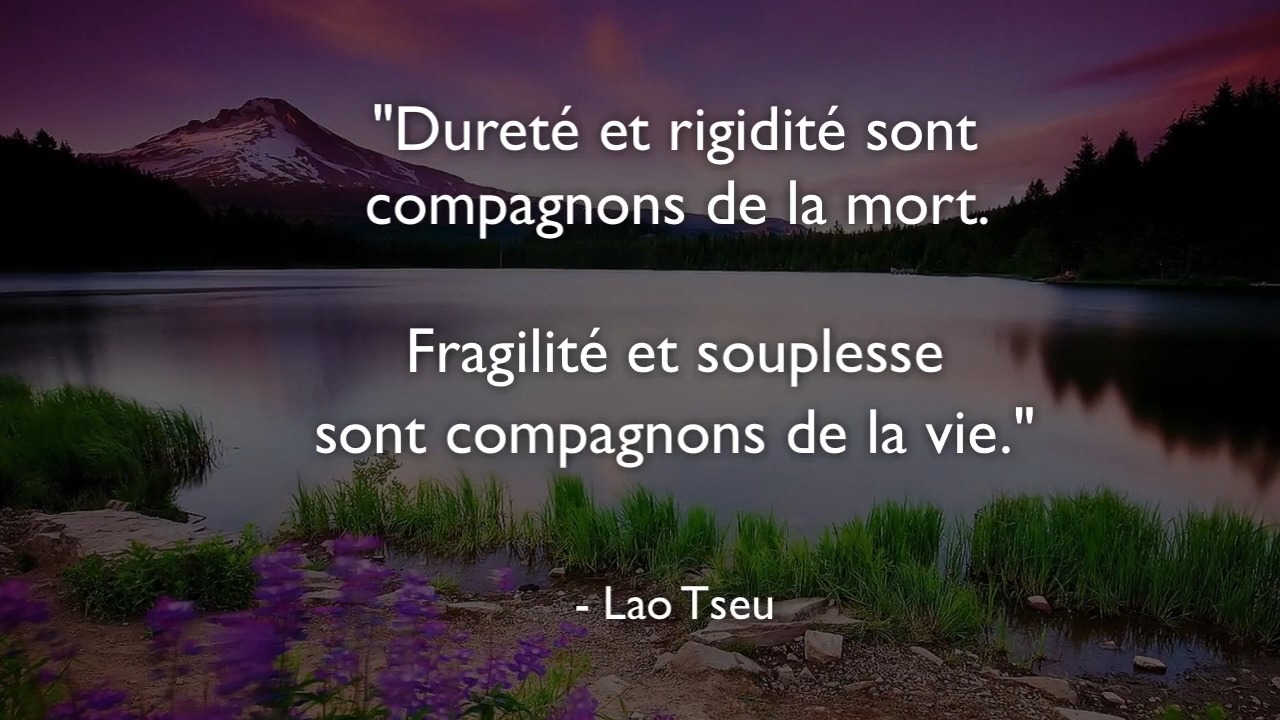 "Dureté et rigidité sont
compagnons de la mort.
Fragilité et souplesse
sont compagnons de la vie."
- Lao Tseu